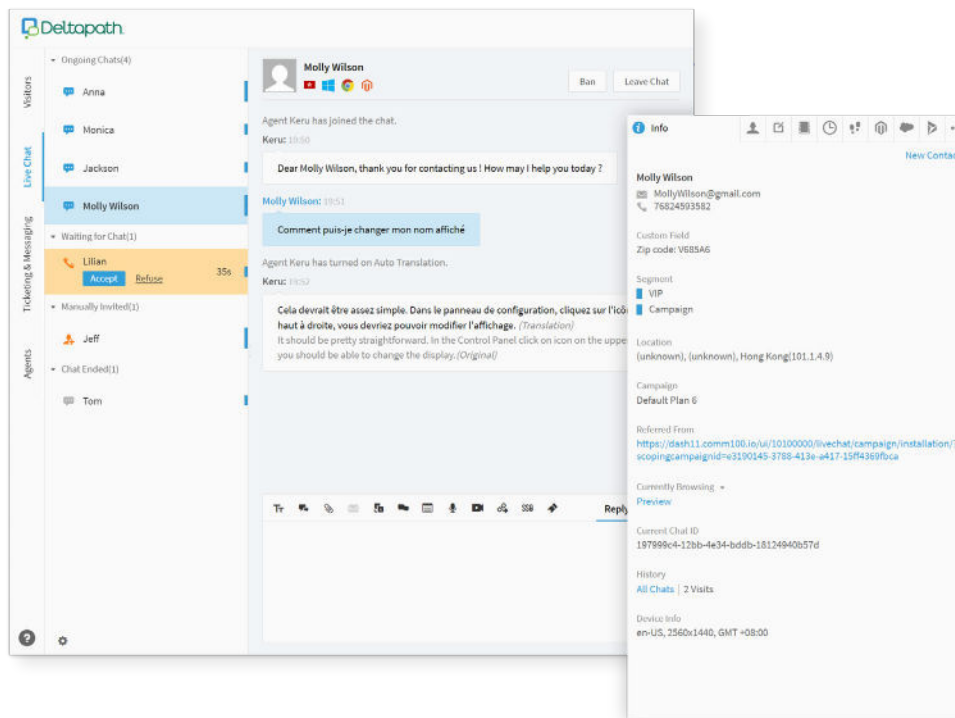 Deltapath
Visitors
Live Chat
Ticketing & Messaging
Agents
Ongoing Chats(4)
Anna
Monica
Jackson
Molly Wilson
Waiting for Chat(1)
Lilian
Accept Refuse
35s
Manually Invited(1)
Jeff
Chat Ended(1)
Tom
Molly Wilson
Ban
Leave Chat
Agent Keru has joined the chat.
Keru: 19:50
Dear Molly Wilson, thank you for contacting us ! How may I help you today ?
Molly Wilson: 19:51
Comment puis-je changer mon nom affiché
Agent Keru has turned on Auto Translation.
Keru: 19:52
Cela devrait être assez simple. Dans le panneau de configuration, cliquez sur l'icô
haut à droite, vous devriez pouvoir modifier l'affichage. (Translation)
It should be pretty straightforward. In the Control Panel click on icon on the uppe
you should be able to change the display.(Original)
Reply
Info
New Contac
Molly Wilson
MollyWilson@gmail.com
76824593582
Custom Field
Zip code: V685A6
Segment
VIP
Campaign
Location
(unknown), (unknown), Hong Kong(101.1.4.9)
Campaign
Default Plan 6
Referred From
https://dash11.comm100.io/ui/10100000/livechat/campaign/installation/?
scopingcampaignid=e3190145-3788-413e-a417-15ff4369fbca
Currently Browsing
Preview
Current Chat ID
197999c4-12bb-4e34-bddb-18124940b57d
History
All Chats | 2 Visits
Device Info
en-US, 2560x1440, GMT +08:00